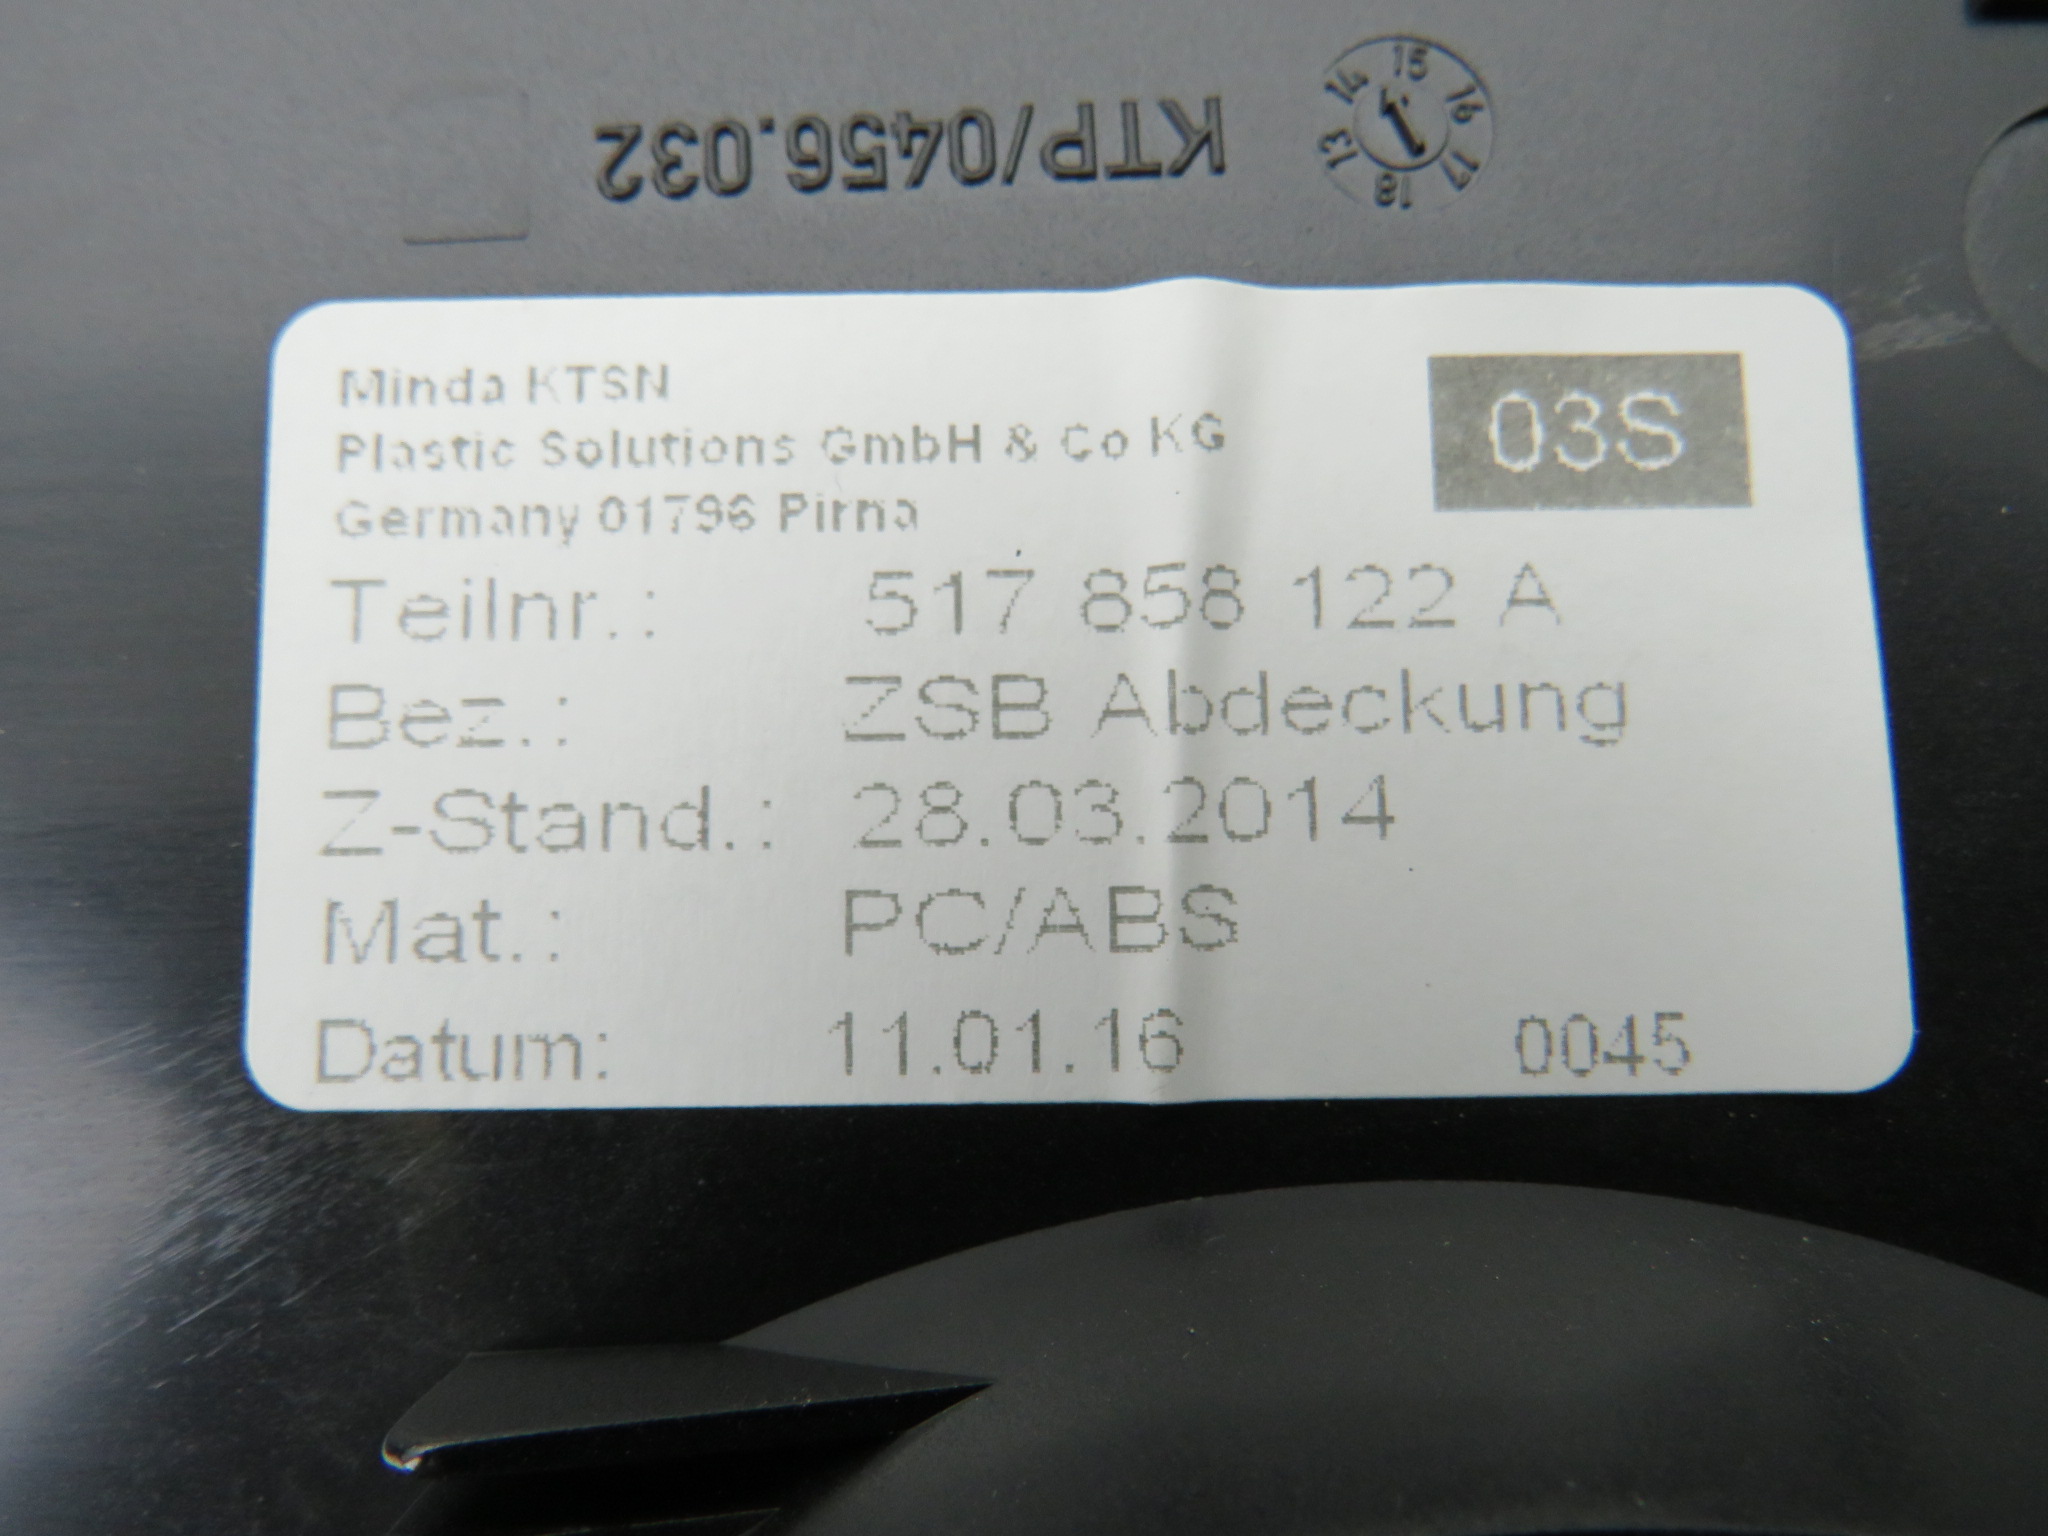 KTP/0456.032
13 14 15 16 17 18
Minda KTSN
Plastic Solutions GmbH & Co KG
Germany 01796 Pirna
03S
Teilnr.: 517 858 122 A
Bez.: ZSB Abdeckung
Z-Stand.: 28.03.2014
Mat.: PC/ABS
Datum: 11.01.16 0045